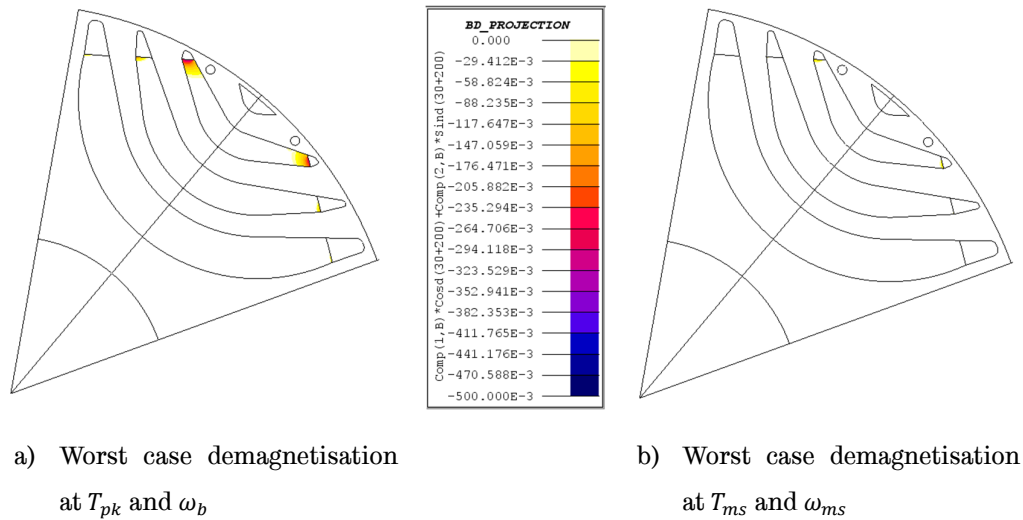 BD_PROJECTION
Comp(1,B)*Cosd(30+200)+Comp(2,B)*Sind(30+200)
0.000
-29.412E-3
-58.824E-3
-88.235E-3
-117.647E-3
-147.059E-3
-176.471E-3
-205.882E-3
-235.294E-3
-264.706E-3
-294.118E-3
-323.529E-3
-352.941E-3
-382.353E-3
-411.765E-3
-441.176E-3
-470.588E-3
-500.000E-3
a) Worst case demagnetisation
at T_pk and ω_b
b) Worst case demagnetisation
at T_ms and ω_ms